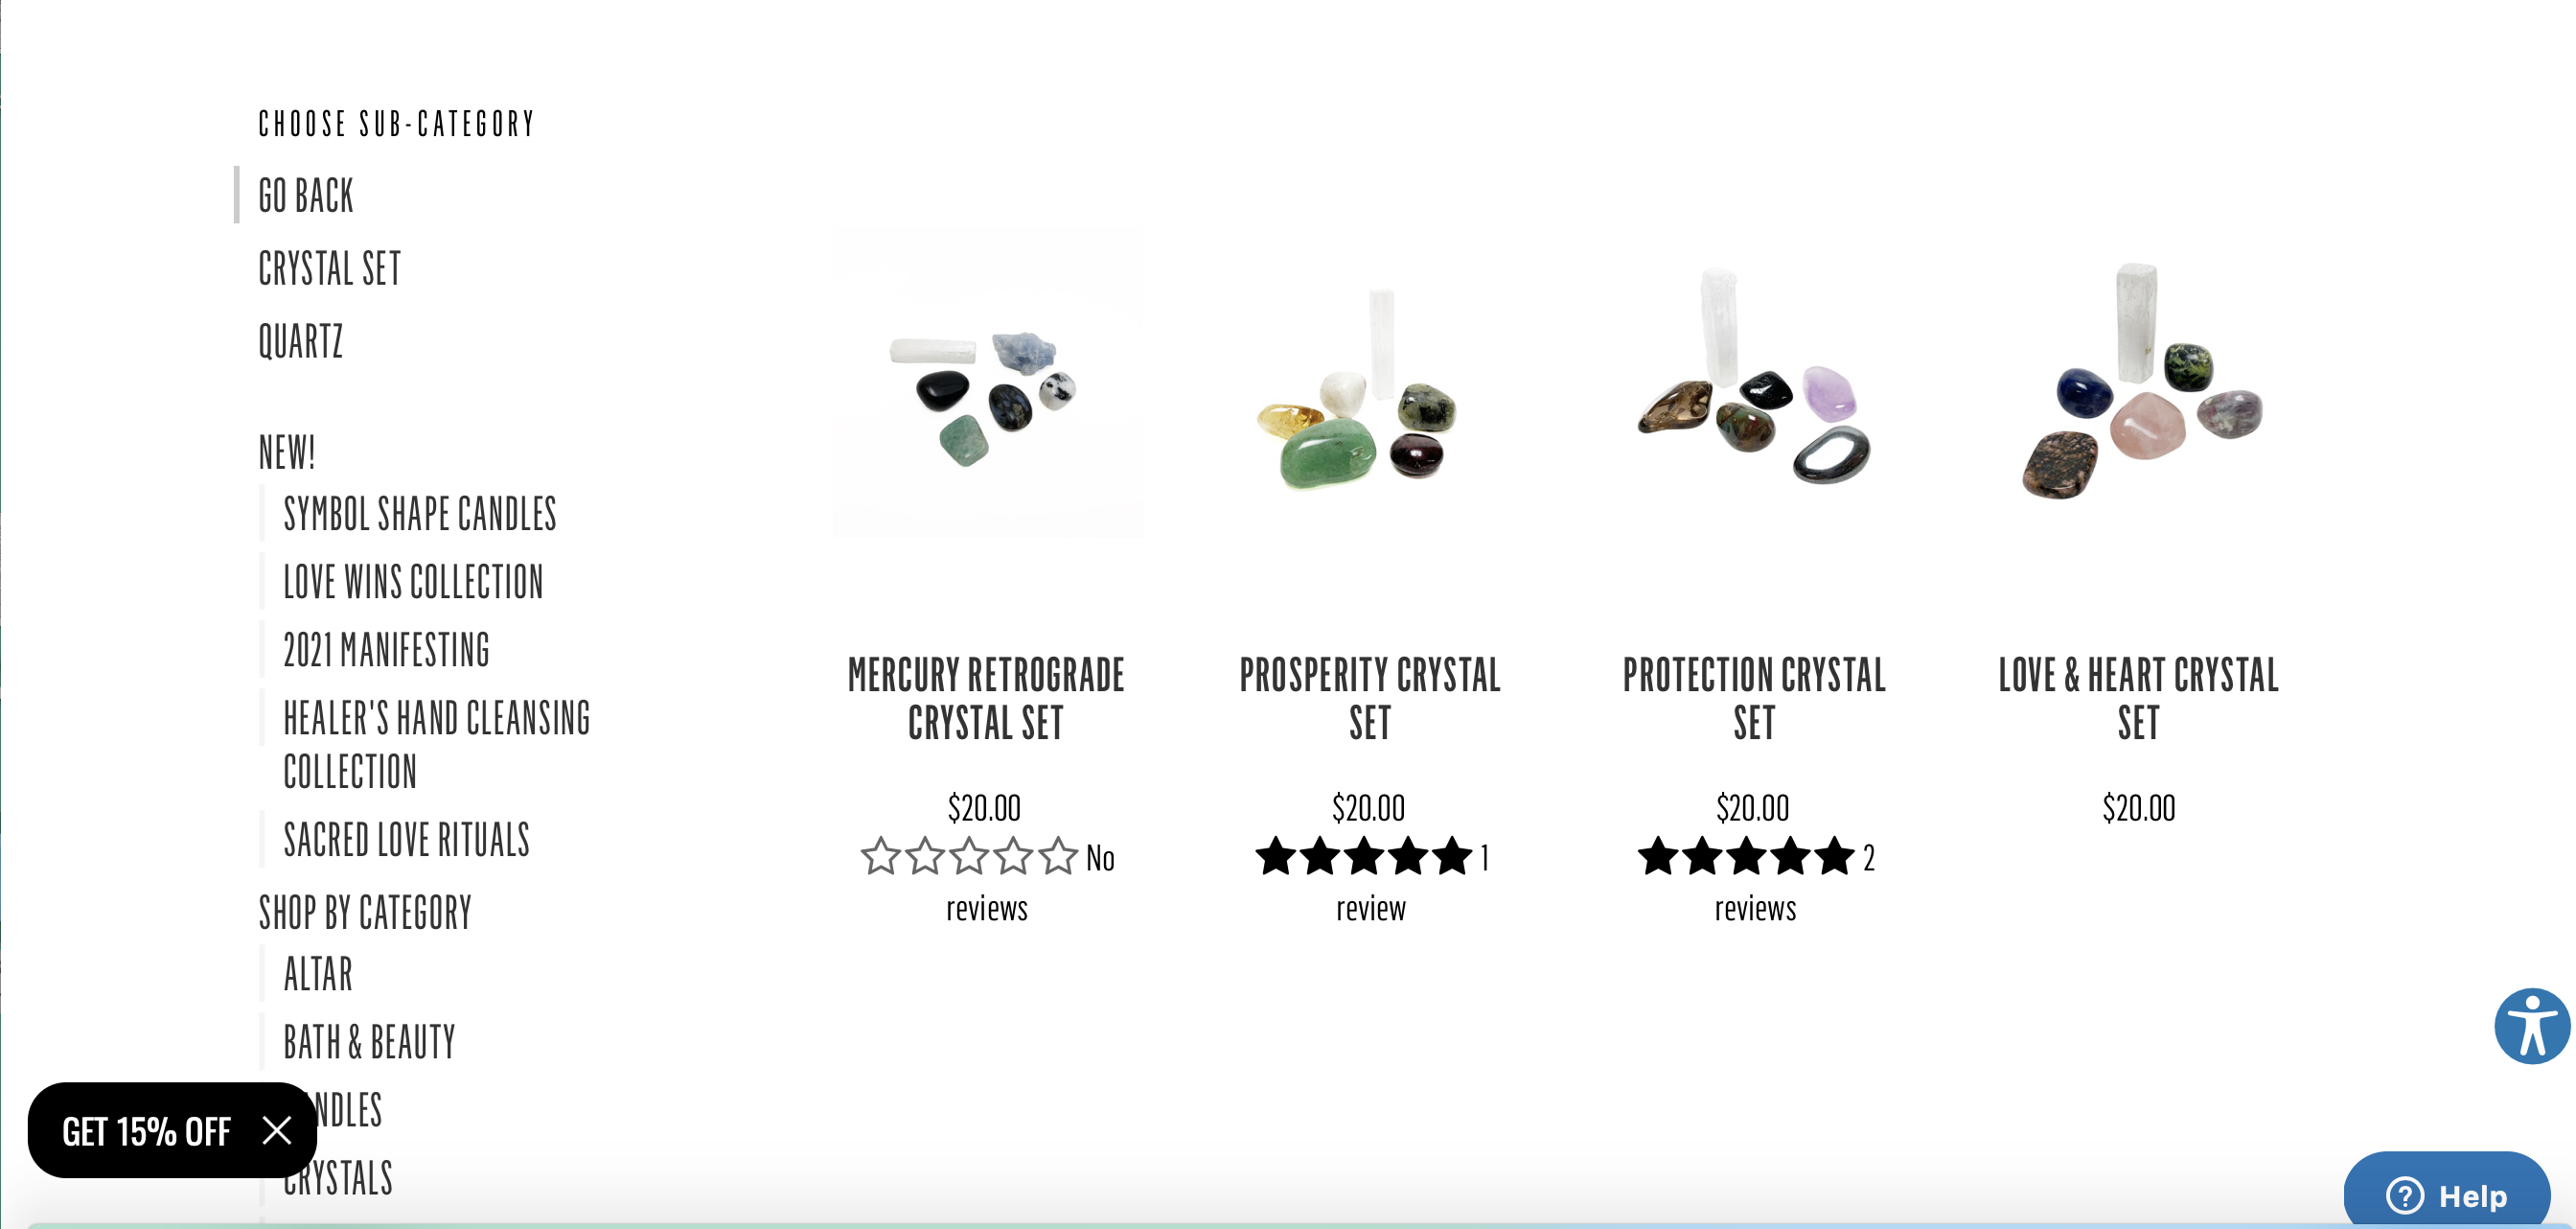 CHOOSE SUB-CATEGORY
GO BACK
CRYSTAL SET
QUARTZ
NEW!
SYMBOL SHAPE CANDLES
LOVE WINS COLLECTION
2021 MANIFESTING
HEALER'S HAND CLEANSING
COLLECTION
SACRED LOVE RITUALS
SHOP BY CATEGORY
ALTAR
BATH & BEAUTY
NDLES
CRYSTALS
GET 15% OFF
MERCURY RETROGRADE
CRYSTAL SET
$20.00
No
reviews
PROSPERITY CRYSTAL
SET
$20.00
1
review
PROTECTION CRYSTAL
SET
$20.00
2
reviews
LOVE & HEART CRYSTAL
SET
$20.00
Help